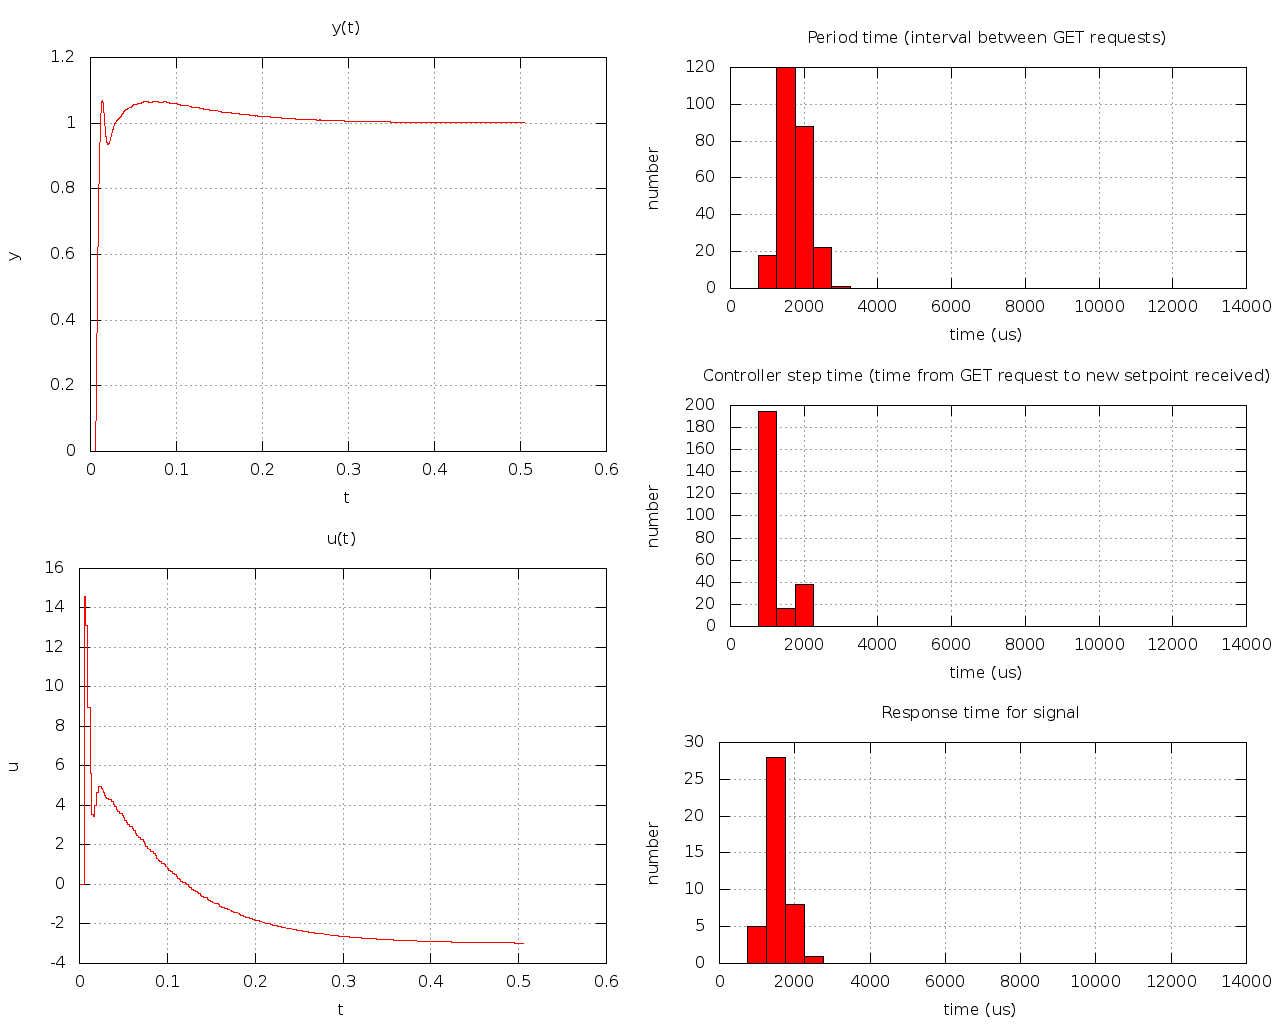 y(t)
1.2
1
0.8
0.6
0.4
0.2
0
y
0 0.1 0.2 0.3 0.4 0.5 0.6
t
u(t)
16
14
12
10
8
6
4
2
0
-2
-4
u
0 0.1 0.2 0.3 0.4 0.5 0.6
t
Period time (interval between GET requests)
120
100
80
60
40
20
0
number
0 2000 4000 6000 8000 10000 12000 14000
time (us)
Controller step time (time from GET request to new setpoint received)
200
180
160
140
120
100
80
60
40
20
0
number
0 2000 4000 6000 8000 10000 12000 14000
time (us)
Response time for signal
30
25
20
15
10
5
0
number
0 2000 4000 6000 8000 10000 12000 14000
time (us)